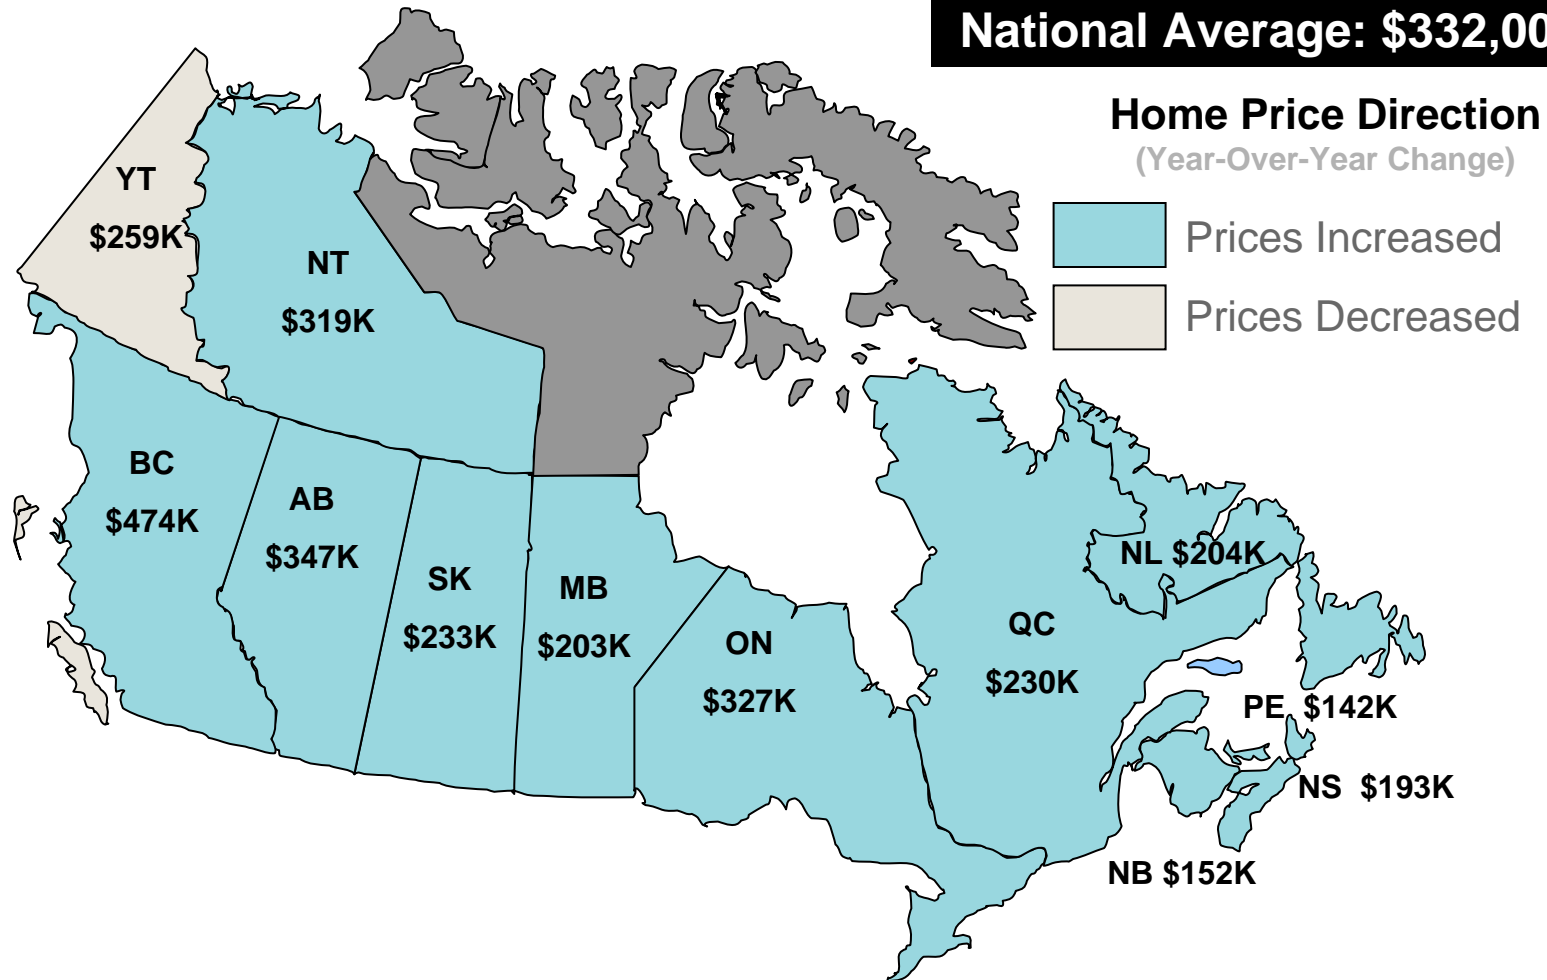 National Average: $332,00
Home Price Direction
(Year-Over-Year Change)
Prices Increased
Prices Decreased
YT
$259K
NT
$319K
BC
$474K
AB
$347K
SK
$233K
MB
$203K
ON
$327K
QC
$230K
NL $204K
PE $142K
NS $193K
NB $152K